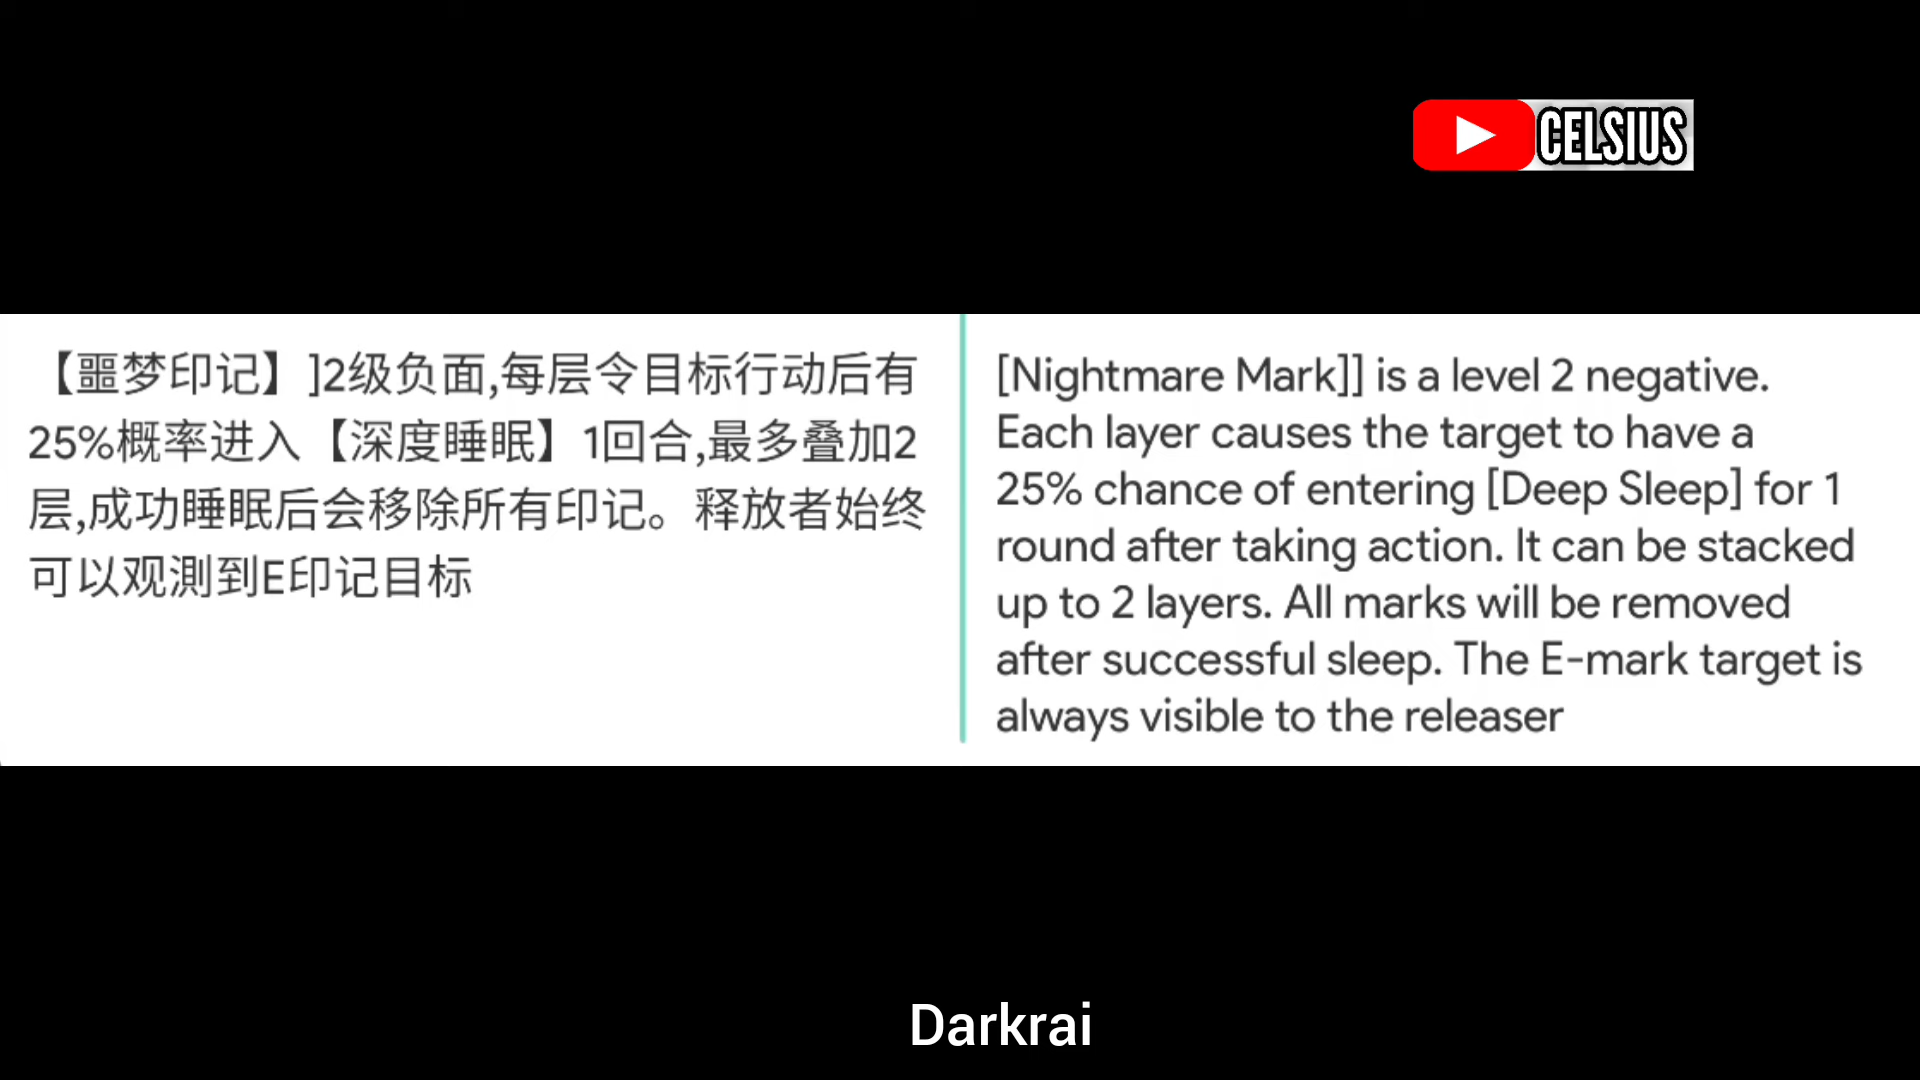 CELSIUS
【噩梦印记】]2级负面,每层令目标行动后有
25%概率进入【深度睡眠】1回合,最多叠加2
层,成功睡眠后会移除所有印记。释放者始终
可以观測到E印记目标
[Nightmare Mark]] is a level 2 negative.
Each layer causes the target to have a
25% chance of entering [Deep Sleep] for 1
round after taking action. It can be stacked
up to 2 layers. All marks will be removed
after successful sleep. The E-mark target is
always visible to the releaser
Darkrai